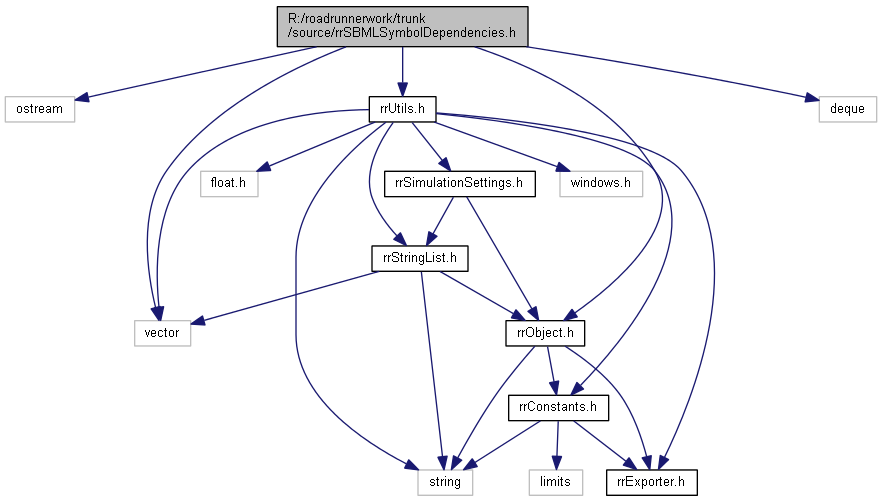 R:/roadrunnerwork/trunk
/source/rrSBMLSymbolDependencies.h
ostream
rrUtils.h
deque
float.h
rrSimulationSettings.h
windows.h
rrStringList.h
vector
rrObject.h
rrConstants.h
string
limits
rrExporter.h